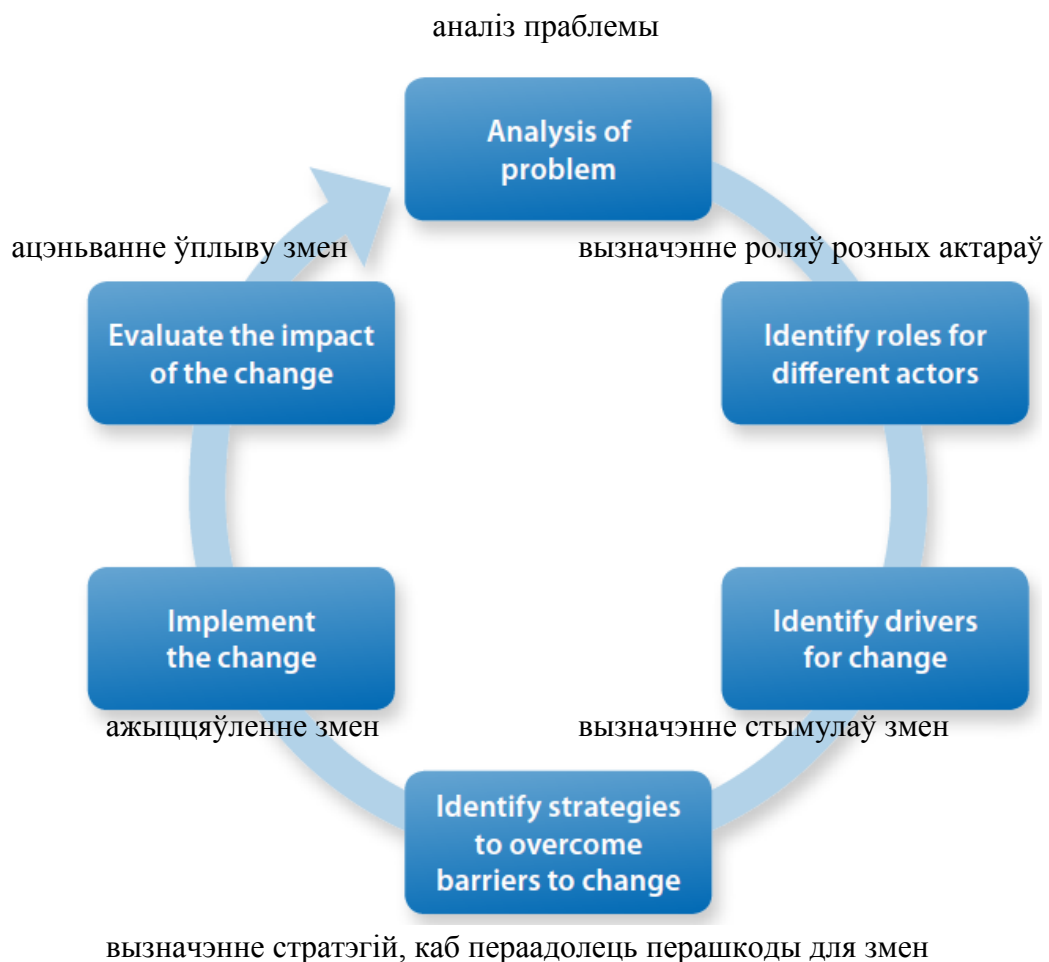 аналіз праблемы
Analysis of
problem
ацэньванне ўплыву змен
вызначэнне роляў розных актараў
Evaluate the impact
of the change
Identify roles for
different actors
Implement
the change
Identify drivers
for change
ажыццяўленне змен
вызначэнне стымулаў змен
Identify strategies
to overcome
barriers to change
вызначэнне стратэгій, каб пераадолець перашкоды для змен